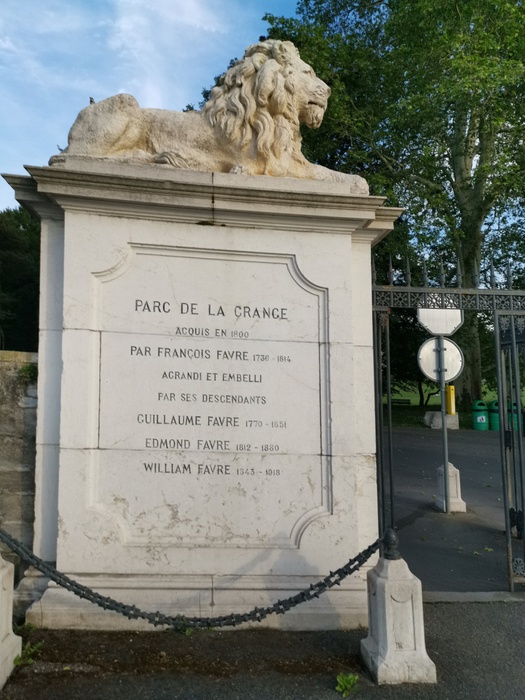 PARC DE LA GRANGE
ACQUIS EN 1800
PAR FRANÇOIS FAVRE 1736 - 1814
AGRANDI ET EMBELLI
PAR SES DESCENDANTS
GUILLAUME FAVRE 1770 - 1851
EDMOND FAVRE 1812 - 1880
WILLIAM FAVRE 1843 - 1918